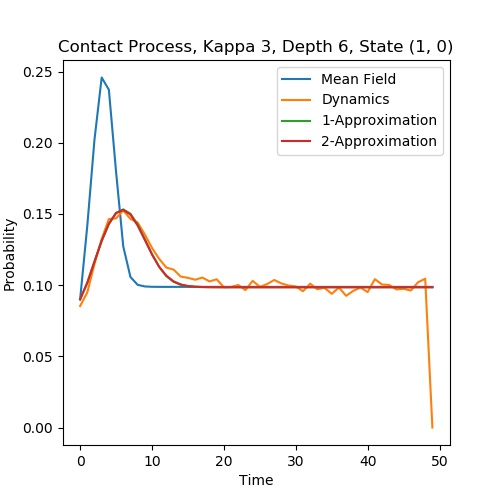 Contact Process, Kappa 3, Depth 6, State (1, 0)
Mean Field
Dynamics
1-Approximation
2-Approximation
0.25
0.20
0.15
0.10
0.05
0.00
Probability
0 10 20 30 40 50
Time